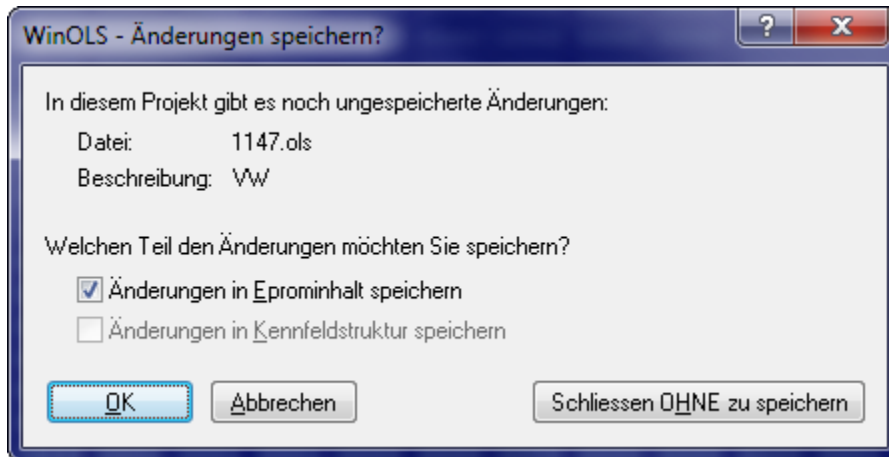 WinOLS - Änderungen speichern?
In diesem Projekt gibt es noch ungespeicherte Änderungen:
Datei: 1147.ols
Beschreibung: VW
Welchen Teil den Änderungen möchten Sie speichern?
Änderungen in Eprominhalt speichern
Änderungen in Kennfeldstruktur speichern
OK Abbrechen Schliessen OHNE zu speichern